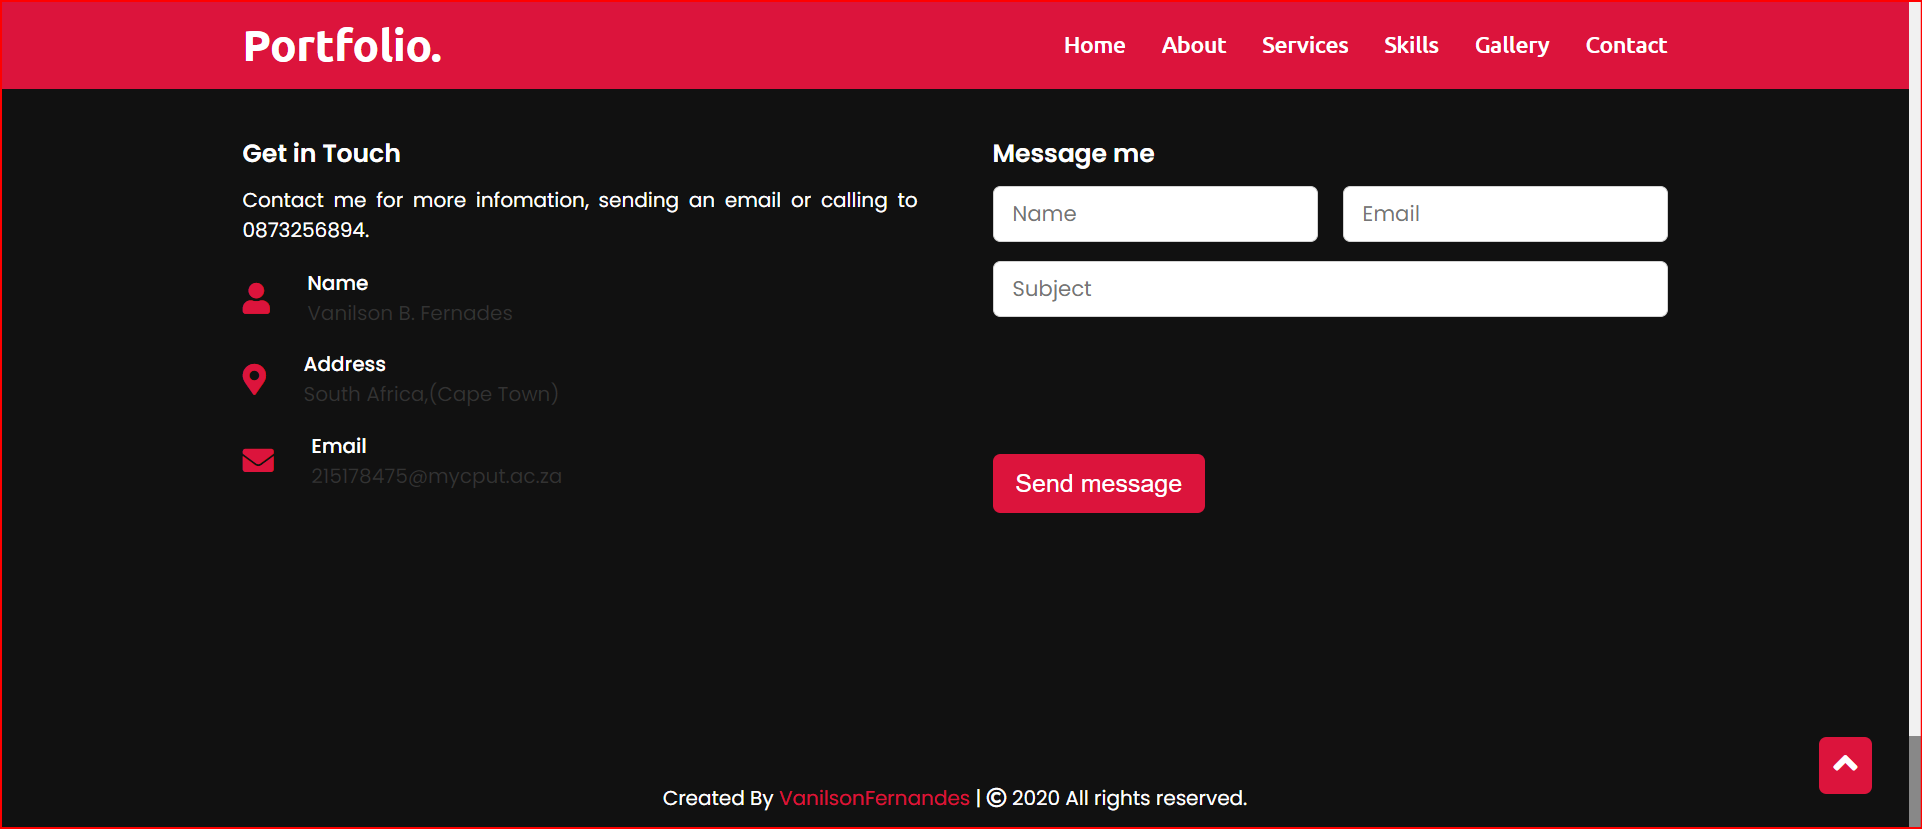 Portfolio.
Home About Services Skills Gallery Contact
Get in Touch
Contact me for more infomation, sending an email or calling to
0873256894.
Name
Vanilson B. Fernades
Address
South Africa,(Cape Town)
Email
215178475@mycput.ac.za
Message me
Name
Email
Subject
Send message
Created By VanilsonFernandes | © 2020 All rights reserved.